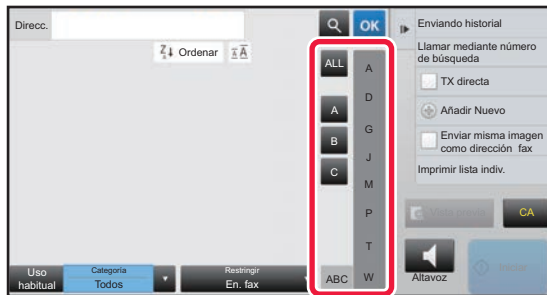 Direcc.
OK
Ordenar
ALL
A
B
C
ABC
A
D
G
J
M
P
T
W
Uso habitual
Categoría
Todos
Restringir
En. fax
Enviando historial
Llamar mediante número
de búsqueda
TX directa
Añadir Nuevo
Enviar misma imagen
como dirección fax
Imprimir lista indiv.
CA
Altavoz